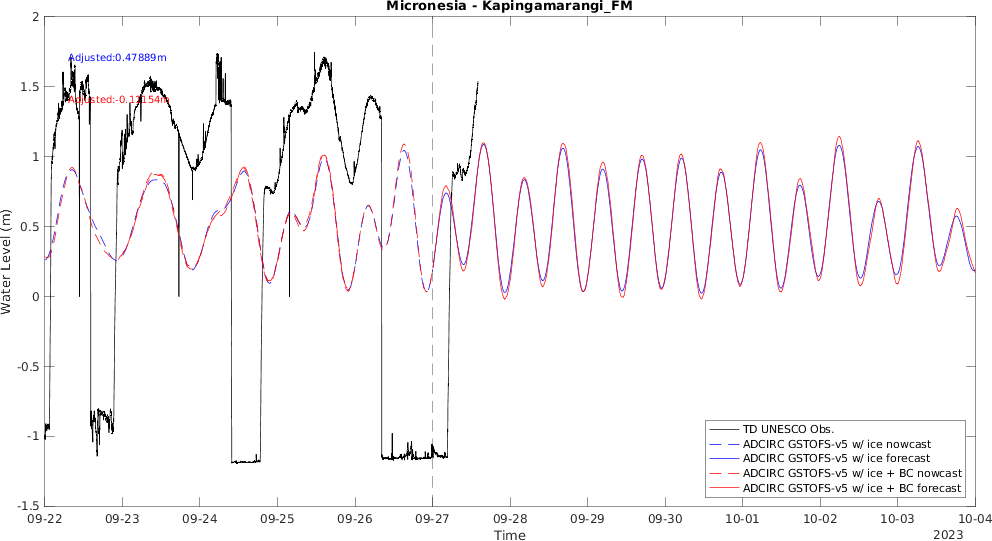 Micronesia - Kapingamarangi_FM
2
1.5
1
0.5
0
-0.5
-1
-1.5
Water Level (m)
Adjusted:0.47889m
Adjusted:-0.12154m
TD UNESCO Obs.
ADCIRC GSTOFS-v5 w/ ice nowcast
ADCIRC GSTOFS-v5 w/ ice forecast
ADCIRC GSTOFS-v5 w/ ice + BC nowcast
ADCIRC GSTOFS-v5 w/ ice + BC forecast
09-22 09-23 09-24 09-25 09-26 09-27 09-28 09-29 09-30 10-01 10-02 10-03 10-04
Time
2023